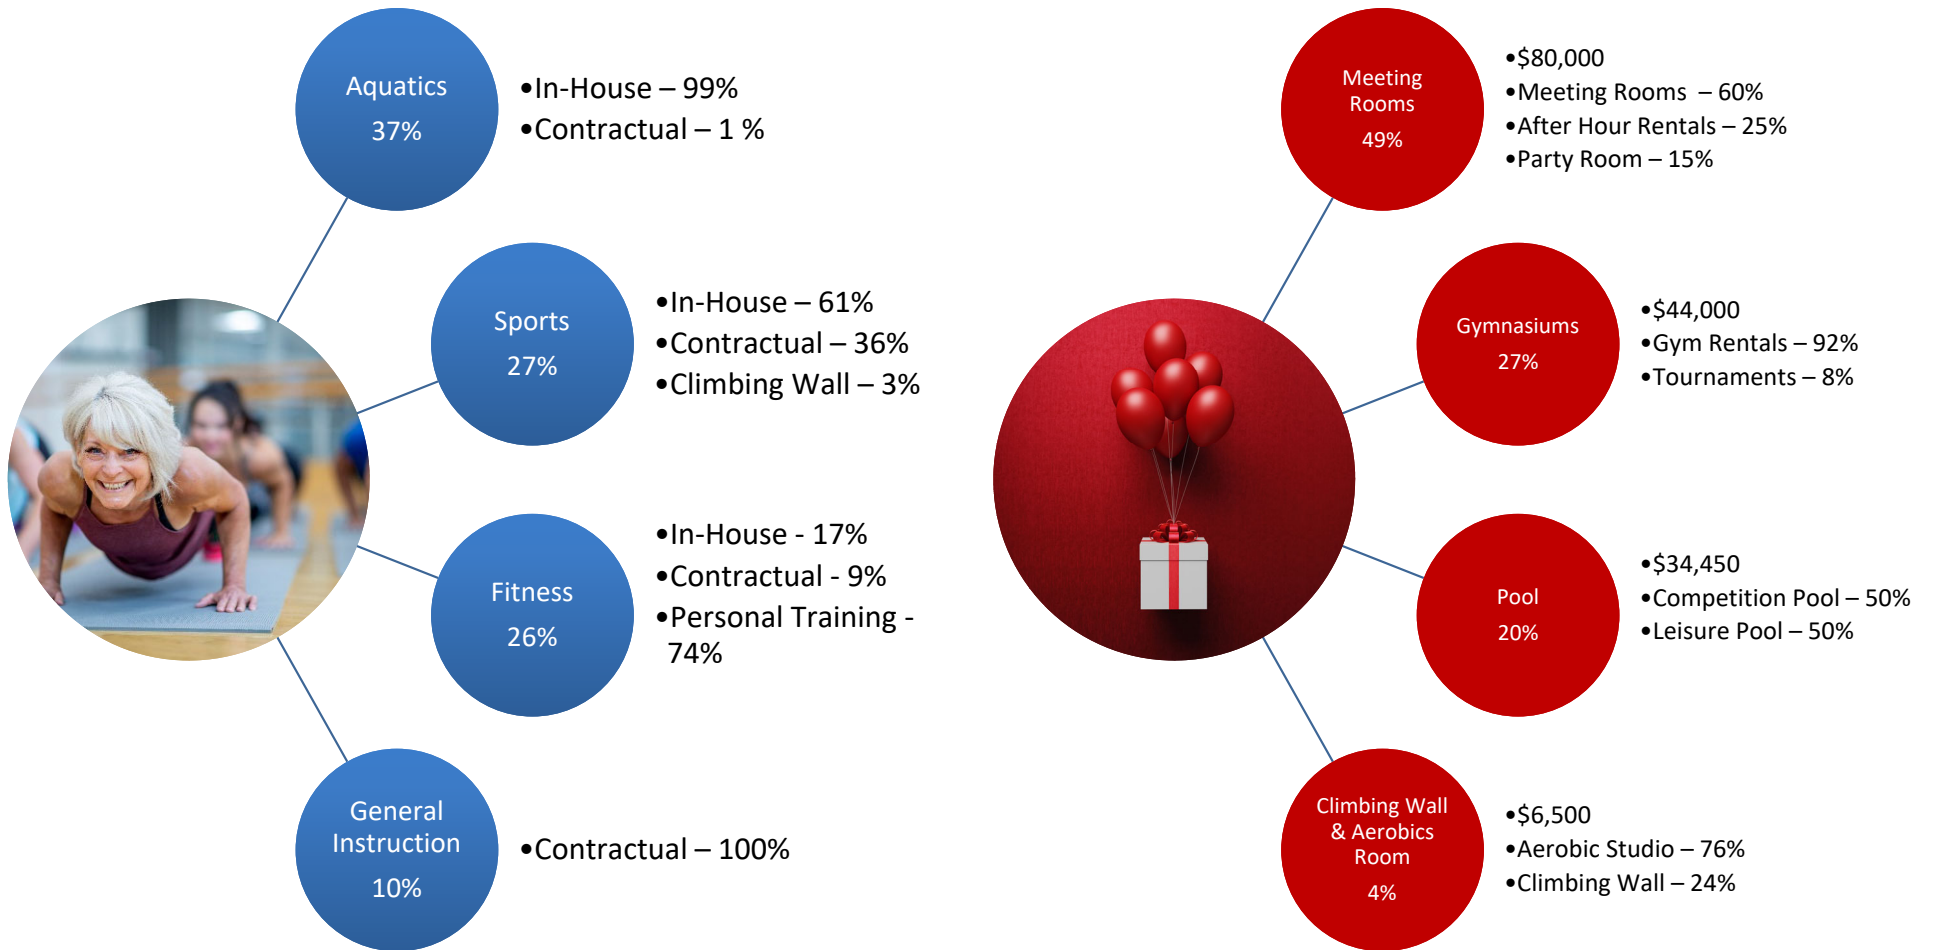 Aquatics
37%
•In-House – 99%
•Contractual – 1 %
Sports
27%
•In-House – 61%
•Contractual – 36%
•Climbing Wall – 3%
Fitness
26%
•In-House - 17%
•Contractual - 9%
•Personal Training -
74%
General
Instruction
10%
•Contractual – 100%
Meeting
Rooms
49%
•$80,000
•Meeting Rooms  – 60%
•After Hour Rentals – 25%
•Party Room – 15%
Gymnasiums
27%
•$44,000
•Gym Rentals – 92%
•Tournaments – 8%
Pool
20%
•$34,450
•Competition Pool – 50%
•Leisure Pool – 50%
Climbing Wall
& Aerobics
Room
4%
•$6,500
•Aerobic Studio – 76%
•Climbing Wall – 24%